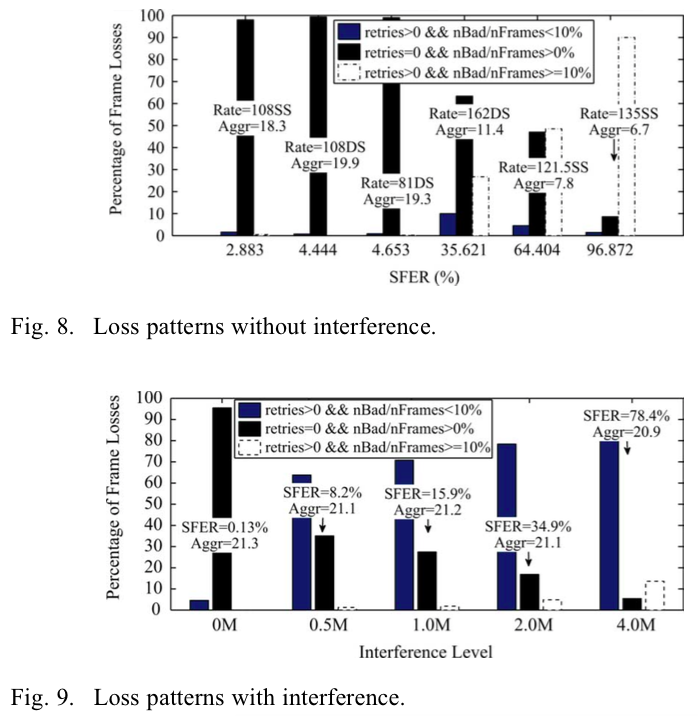 100
90
80
70
60
50
40
30
20
10
0
Percentage of Frame Losses
retries>0 && nBad/nFrames<10%
retries=0 && nBad/nFrames>0%
retries>0 && nBad/nFrames>=10%
Rate=108SS
Aggr=18.3
Rate=108DS
Aggr=19.9
Rate=81DS
Aggr=19.3
Rate=162DS
Aggr=11.4
Rate=121.5SS
Aggr=7.8
Rate=135SS
Aggr=6.7
2.883 4.444 4.653 35.621 64.404 96.872
SFER (%)
Fig. 8. Loss patterns without interference.
100
90
80
70
60
50
40
30
20
10
0
Percentage of Frame Losses
retries>0 && nBad/nFrames<10%
retries=0 && nBad/nFrames>0%
retries>0 && nBad/nFrames>=10%
SFER=0.13%
Aggr=21.3
SFER=8.2%
Aggr=21.1
SFER=15.9%
Aggr=21.2
SFER=34.9%
Aggr=21.1
SFER=78.4%
Aggr=20.9
0M 0.5M 1.0M 2.0M 4.0M
Interference Level
Fig. 9. Loss patterns with interference.